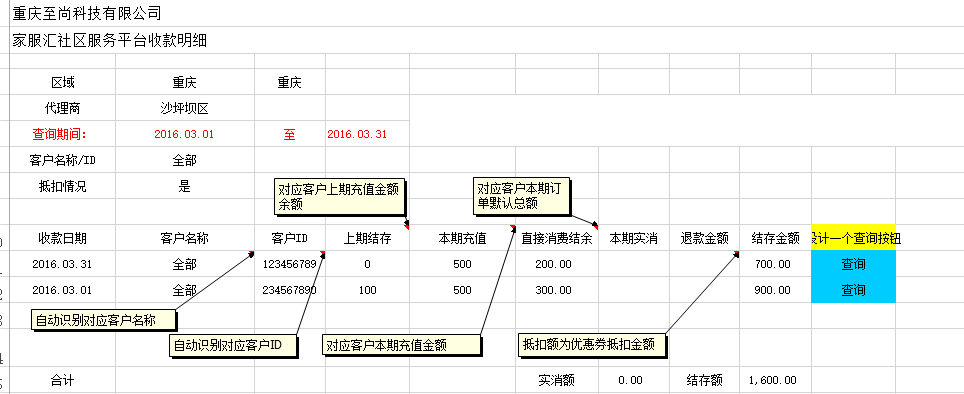 重庆至尚科技有限公司
家服汇社区服务平台收款明细
区域 重庆 重庆
代理商 沙坪坝区
查询期间: 2016.03.01 至 2016.03.31
客户名称/ID 全部
抵扣情况 是
对应客户上期充值金额
余额
对应客户本期订
单默认总额
收款日期 客户名称 客户ID 上期结存 本期充值 直接消费结余 本期实消 退款金额 结存金额 设计一个查询按钮
2016.03.31 全部 123456789 0 500 200.00 700.00 查询
2016.03.01 全部 234567890 100 500 300.00 900.00 查询
自动识别对应客户名称
自动识别对应客户ID
对应客户本期充值金额
抵扣额为优惠券抵扣金额
合计 实消额 0.00 结存额 1,600.00